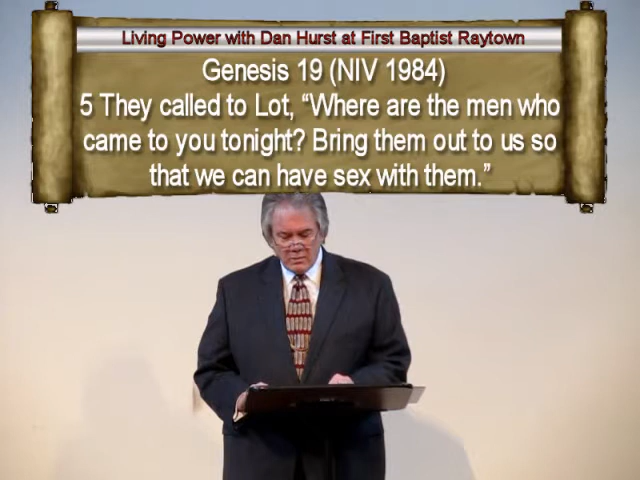 Living Power with Dan Hurst at First Baptist Raytown
Genesis 19 (NIV 1984)
5 They called to Lot, “Where are the men who
came to you tonight? Bring them out to us so
that we can have sex with them.”